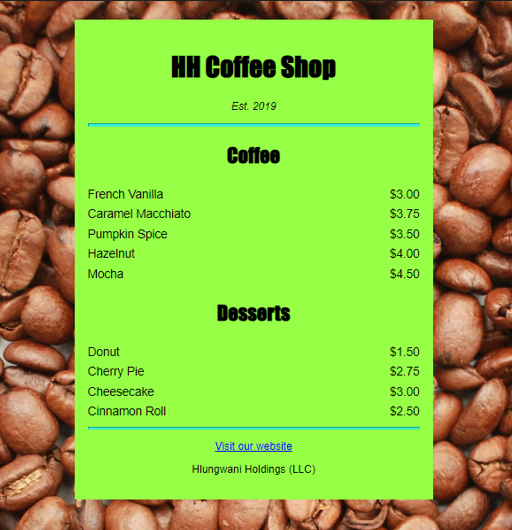 HH Coffee Shop
Est. 2019
Coffee
French Vanilla $3.00
Caramel Macchiato $3.75
Pumpkin Spice $3.50
Hazelnut $4.00
Mocha $4.50
Desserts
Donut $1.50
Cherry Pie $2.75
Cheesecake $3.00
Cinnamon Roll $2.50
Visit our website
Hlungwani Holdings (LLC)